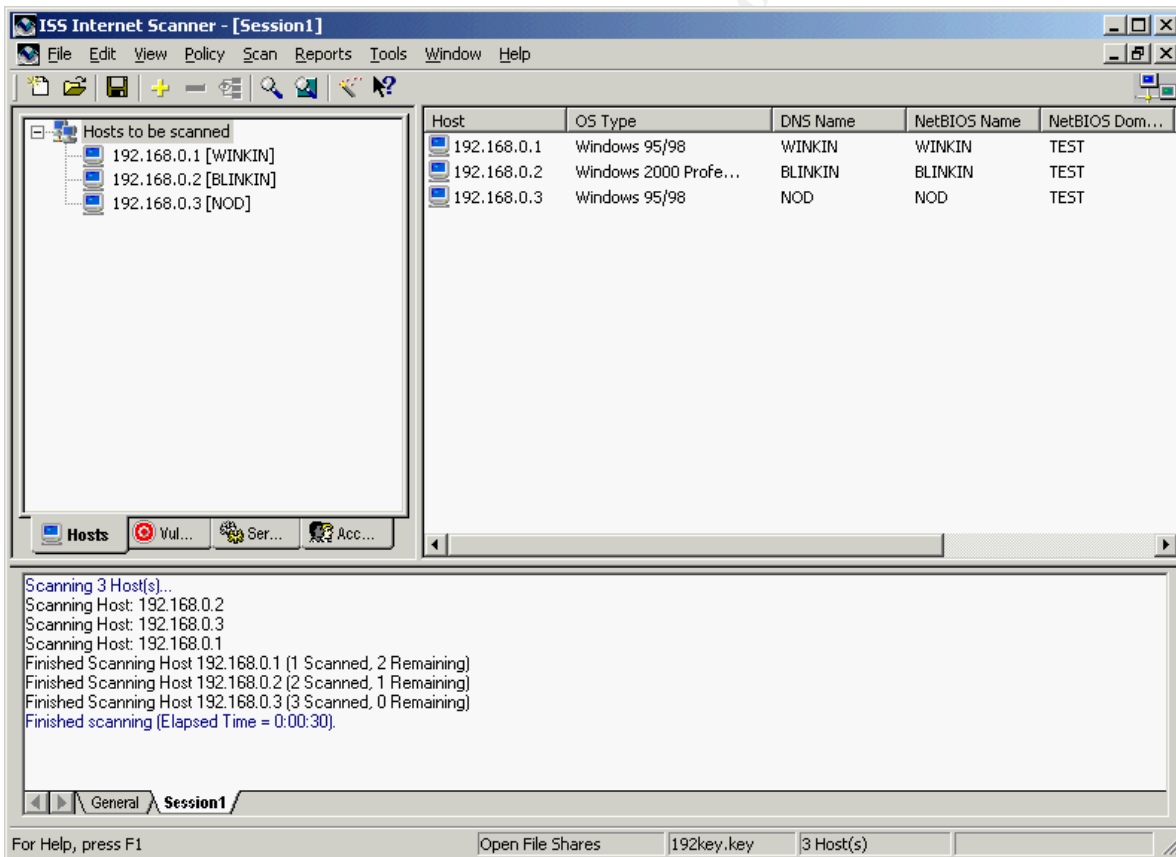 ISS Internet Scanner - [Session1]
File Edit View Policy Scan Reports Tools Window Help
Hosts to be scanned
192.168.0.1 [WINKIN]
192.168.0.2 [BLINKIN]
192.168.0.3 [NOD]
Hosts Vul... Ser... Acc...
Host OS Type DNS Name NetBIOS Name NetBIOS Dom...
192.168.0.1 Windows 95/98 WINKIN WINKIN TEST
192.168.0.2 Windows 2000 Profe... BLINKIN BLINKIN TEST
192.168.0.3 Windows 95/98 NOD NOD TEST
Scanning 3 Host(s)...
Scanning Host: 192.168.0.2
Scanning Host: 192.168.0.3
Scanning Host: 192.168.0.1
Finished Scanning Host 192.168.0.1 (1 Scanned, 2 Remaining)
Finished Scanning Host 192.168.0.2 (2 Scanned, 1 Remaining)
Finished Scanning Host 192.168.0.3 (3 Scanned, 0 Remaining)
Finished scanning (Elapsed Time = 0:00:30).
General Session1
For Help, press F1 Open File Shares 192key.key 3 Host(s)